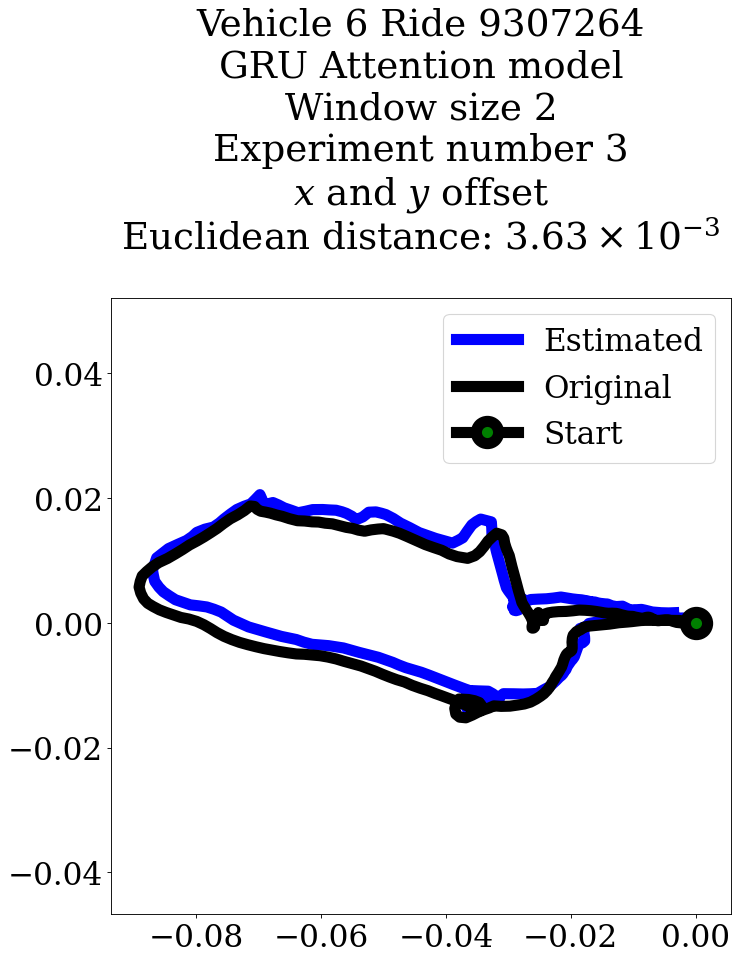 Vehicle 6 Ride 9307264
GRU Attention model
Window size 2
Experiment number 3
x and y offset
Euclidean distance: 3.63 × 10⁻³
Estimated
Original
Start
0.04
0.02
0.00
−0.02
−0.04
−0.08 −0.06 −0.04 −0.02 0.00